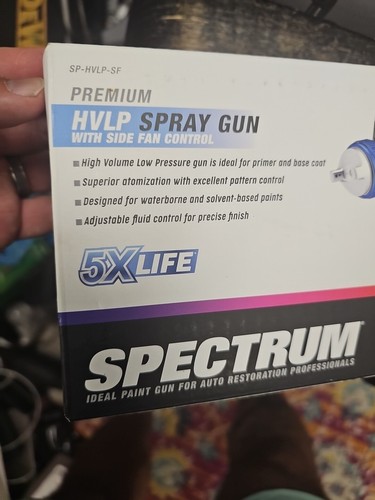 SP-HVLP-SF
PREMIUM
HVLP SPRAY GUN
WITH SIDE FAN CONTROL
High Volume Low Pressure gun is ideal for primer and base coat
Superior atomization with excellent pattern control
Designed for waterborne and solvent-based paints
Adjustable fluid control for precise finish
5X LIFE
SPECTRUM
IDEAL PAINT GUN FOR AUTO RESTORATION PROFESSIONALS